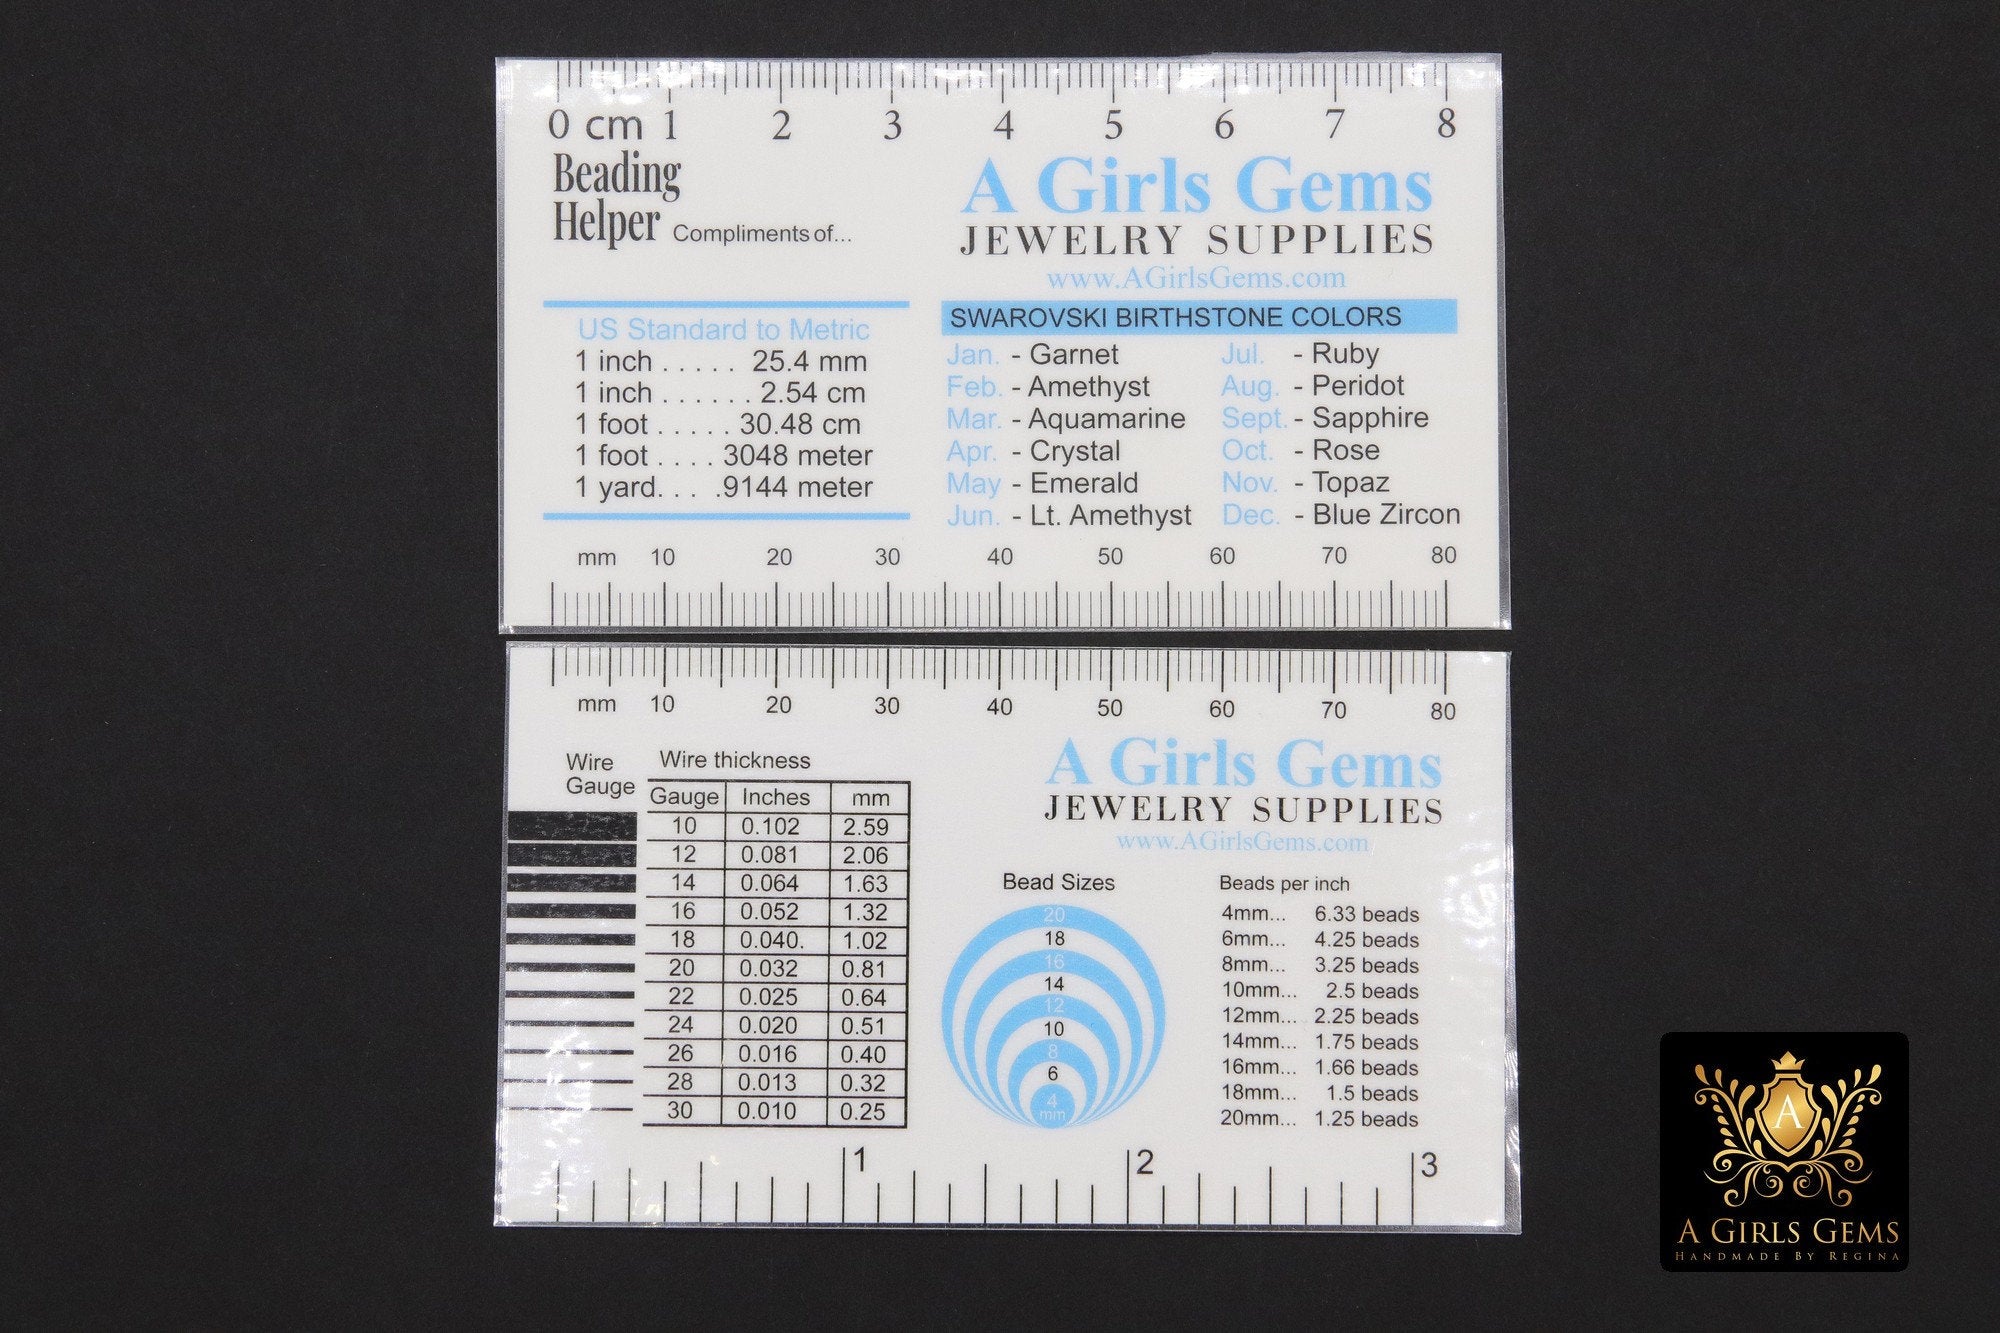 0 cm 1 2 3 4 5 6 7 8
Beading
Helper Compliments of...
A Girls Gems
JEWELRY SUPPLIES
www.AGirlsGems.com
US Standard to Metric
1 inch . . . . . 25.4 mm
1 inch . . . . . . 2.54 cm
1 foot . . . . . 30.48 cm
1 foot . . . . 3048 meter
1 yard. . . .9144 meter
SWAROVSKI BIRTHSTONE COLORS
Jan. - Garnet Jul. - Ruby
Feb. - Amethyst Aug. - Peridot
Mar. - Aquamarine Sept. - Sapphire
Apr. - Crystal Oct. - Rose
May - Emerald Nov. - Topaz
Jun. - Lt. Amethyst Dec. - Blue Zircon
mm 10 20 30 40 50 60 70 80
mm 10 20 30 40 50 60 70 80
Wire
Gauge
Wire thickness
Gauge Inches mm
10 0.102 2.59
12 0.081 2.06
14 0.064 1.63
16 0.052 1.32
18 0.040. 1.02
20 0.032 0.81
22 0.025 0.64
24 0.020 0.51
26 0.016 0.40
28 0.013 0.32
30 0.010 0.25
A Girls Gems
JEWELRY SUPPLIES
www.AGirlsGems.com
Bead Sizes
20
18
16
14
12
10
8
6
4
mm
Beads per inch
4mm... 6.33 beads
6mm... 4.25 beads
8mm... 3.25 beads
10mm... 2.5 beads
12mm... 2.25 beads
14mm... 1.75 beads
16mm... 1.66 beads
18mm... 1.5 beads
20mm... 1.25 beads
1 2 3
A
A GIRLS GEMS
HANDMADE BY REGINA